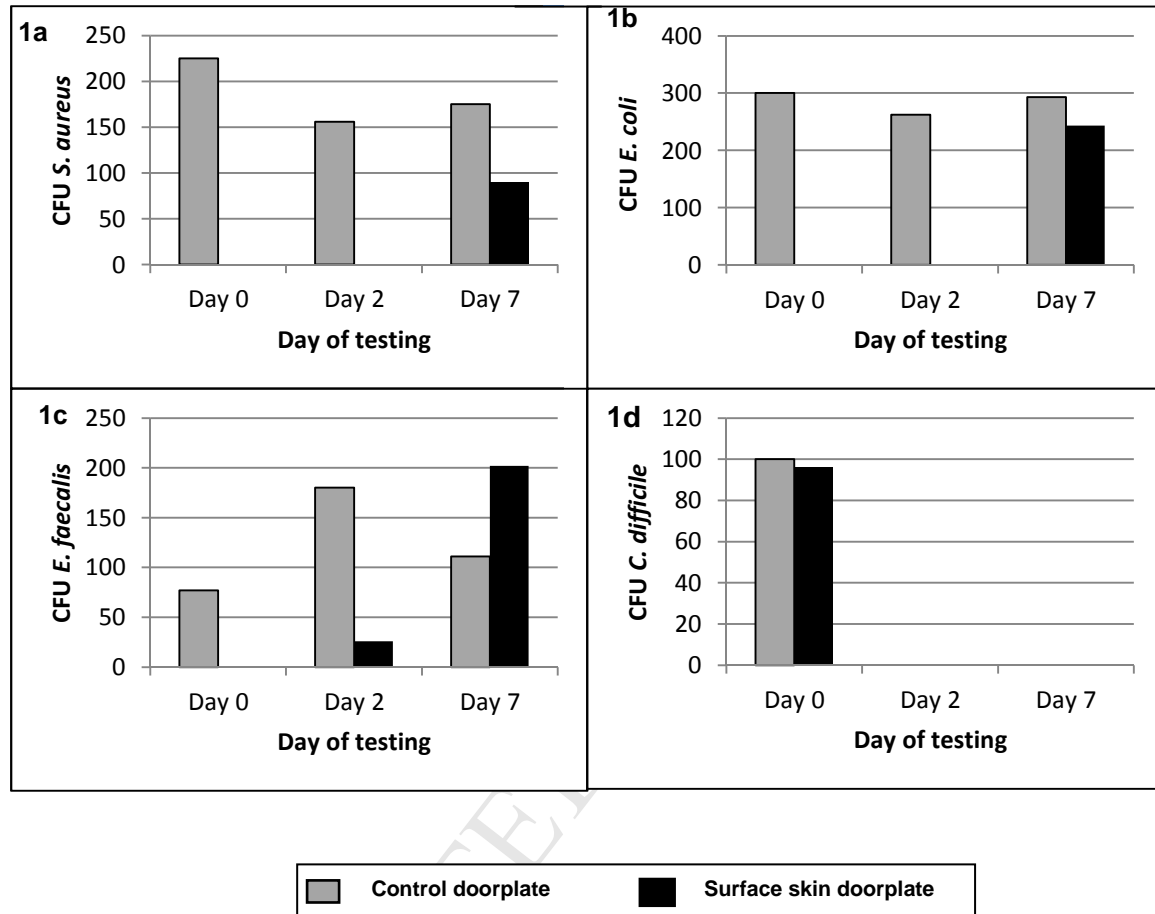 1a
250
200
150
100
50
0
CFU S. aureus
Day 0 Day 2 Day 7
Day of testing
1b
400
300
200
100
0
CFU E. coli
Day 0 Day 2 Day 7
Day of testing
1c
250
200
150
100
50
0
CFU E. faecalis
Day 0 Day 2 Day 7
Day of testing
1d
120
100
80
60
40
20
0
CFU C. difficile
Day 0 Day 2 Day 7
Day of testing
Control doorplate Surface skin doorplate